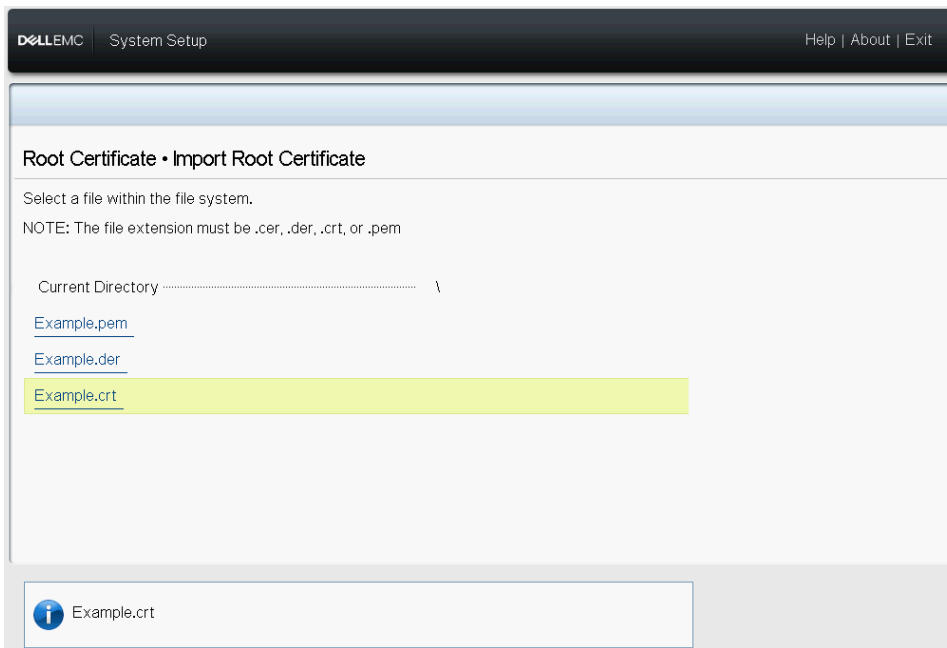 DELLEMC System Setup Help | About | Exit
Root Certificate • Import Root Certificate
Select a file within the file system.
NOTE: The file extension must be .cer, .der, .crt, or .pem
Current Directory \
Example.pem
Example.der
Example.crt
Example.crt